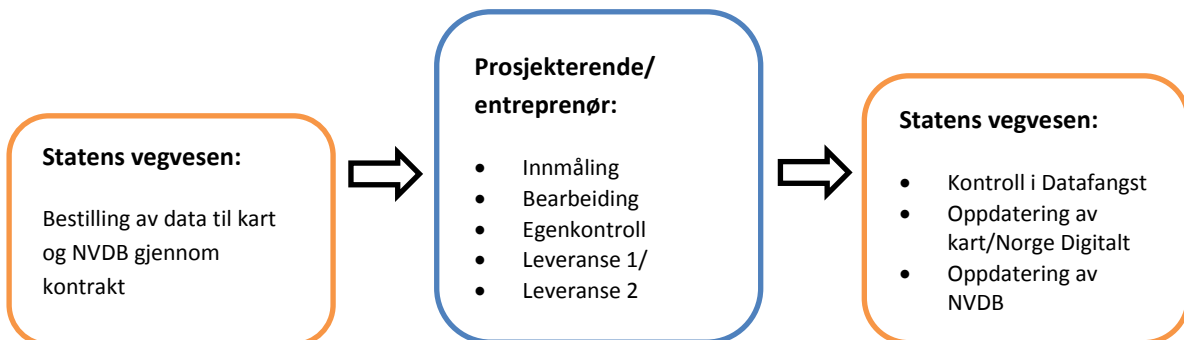 Statens vegvesen:
Bestilling av data til kart
og NVDB gjennom
kontrakt
Prosjekterende/
entreprenør:
• Innmåling
• Bearbeiding
• Egenkontroll
• Leveranse 1/
• Leveranse 2
Statens vegvesen:
• Kontroll i Datafangst
• Oppdatering av
kart/Norge Digitalt
• Oppdatering av
NVDB